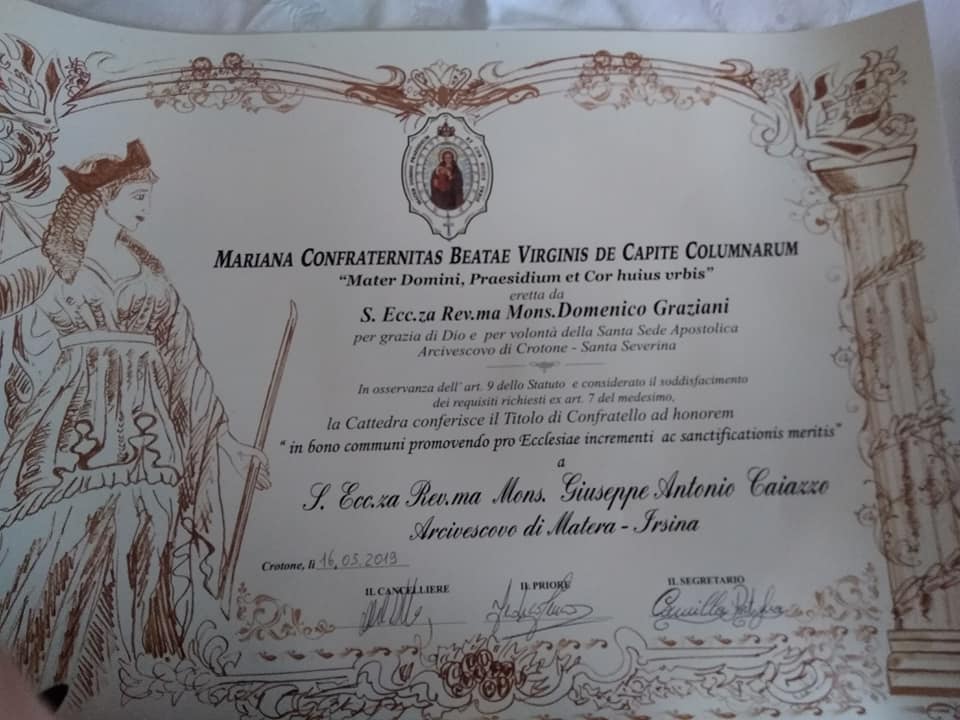 MARIANA CONFRATERNITAS BEATAE VIRGINIS DE CAPITE COLUMNARUM
"Mater Domini, Praesidium et Cor huius vrbis"
eretta da
S. Ecc.za Rev.ma Mons.Domenico Graziani
per grazia di Dio e per volontà della Santa Sede Apostolica
Arcivescovo di Crotone - Santa Severina
In osservanza dell' art. 9 dello Statuto e considerato il soddisfacimento
dei requisiti richiesti ex art. 7 del medesimo,
la Cattedra conferisce il Titolo di Confratello ad honorem
" in bono communi promovendo pro Ecclesiae incrementi ac sanctificationis meritis"
a
S. Ecc.za Rev.ma Mons. Giuseppe Antonio Caiazzo
Arcivescovo di Matera - Irsina
Crotone, lì 16.05.2019
IL CANCELLIERE IL PRIORE IL SEGRETARIO
Camilla